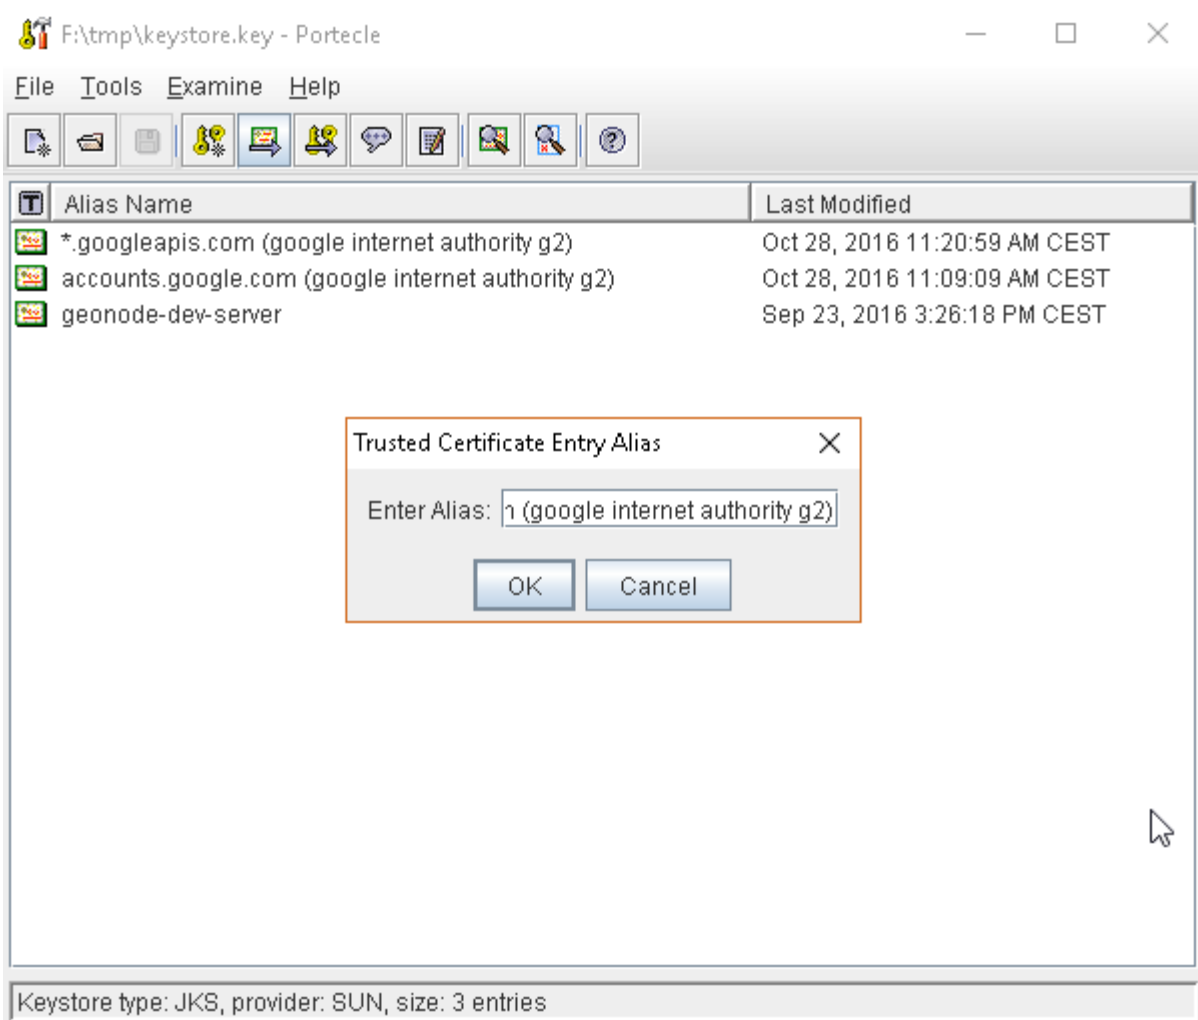 F:\tmp\keystore.key - Portecle
File Tools Examine Help
T Alias Name Last Modified
*.googleapis.com (google internet authority g2) Oct 28, 2016 11:20:59 AM CEST
accounts.google.com (google internet authority g2) Oct 28, 2016 11:09:09 AM CEST
geonode-dev-server Sep 23, 2016 3:26:18 PM CEST
Trusted Certificate Entry Alias
Enter Alias: (google internet authority g2)
OK Cancel
Keystore type: JKS, provider: SUN, size: 3 entries